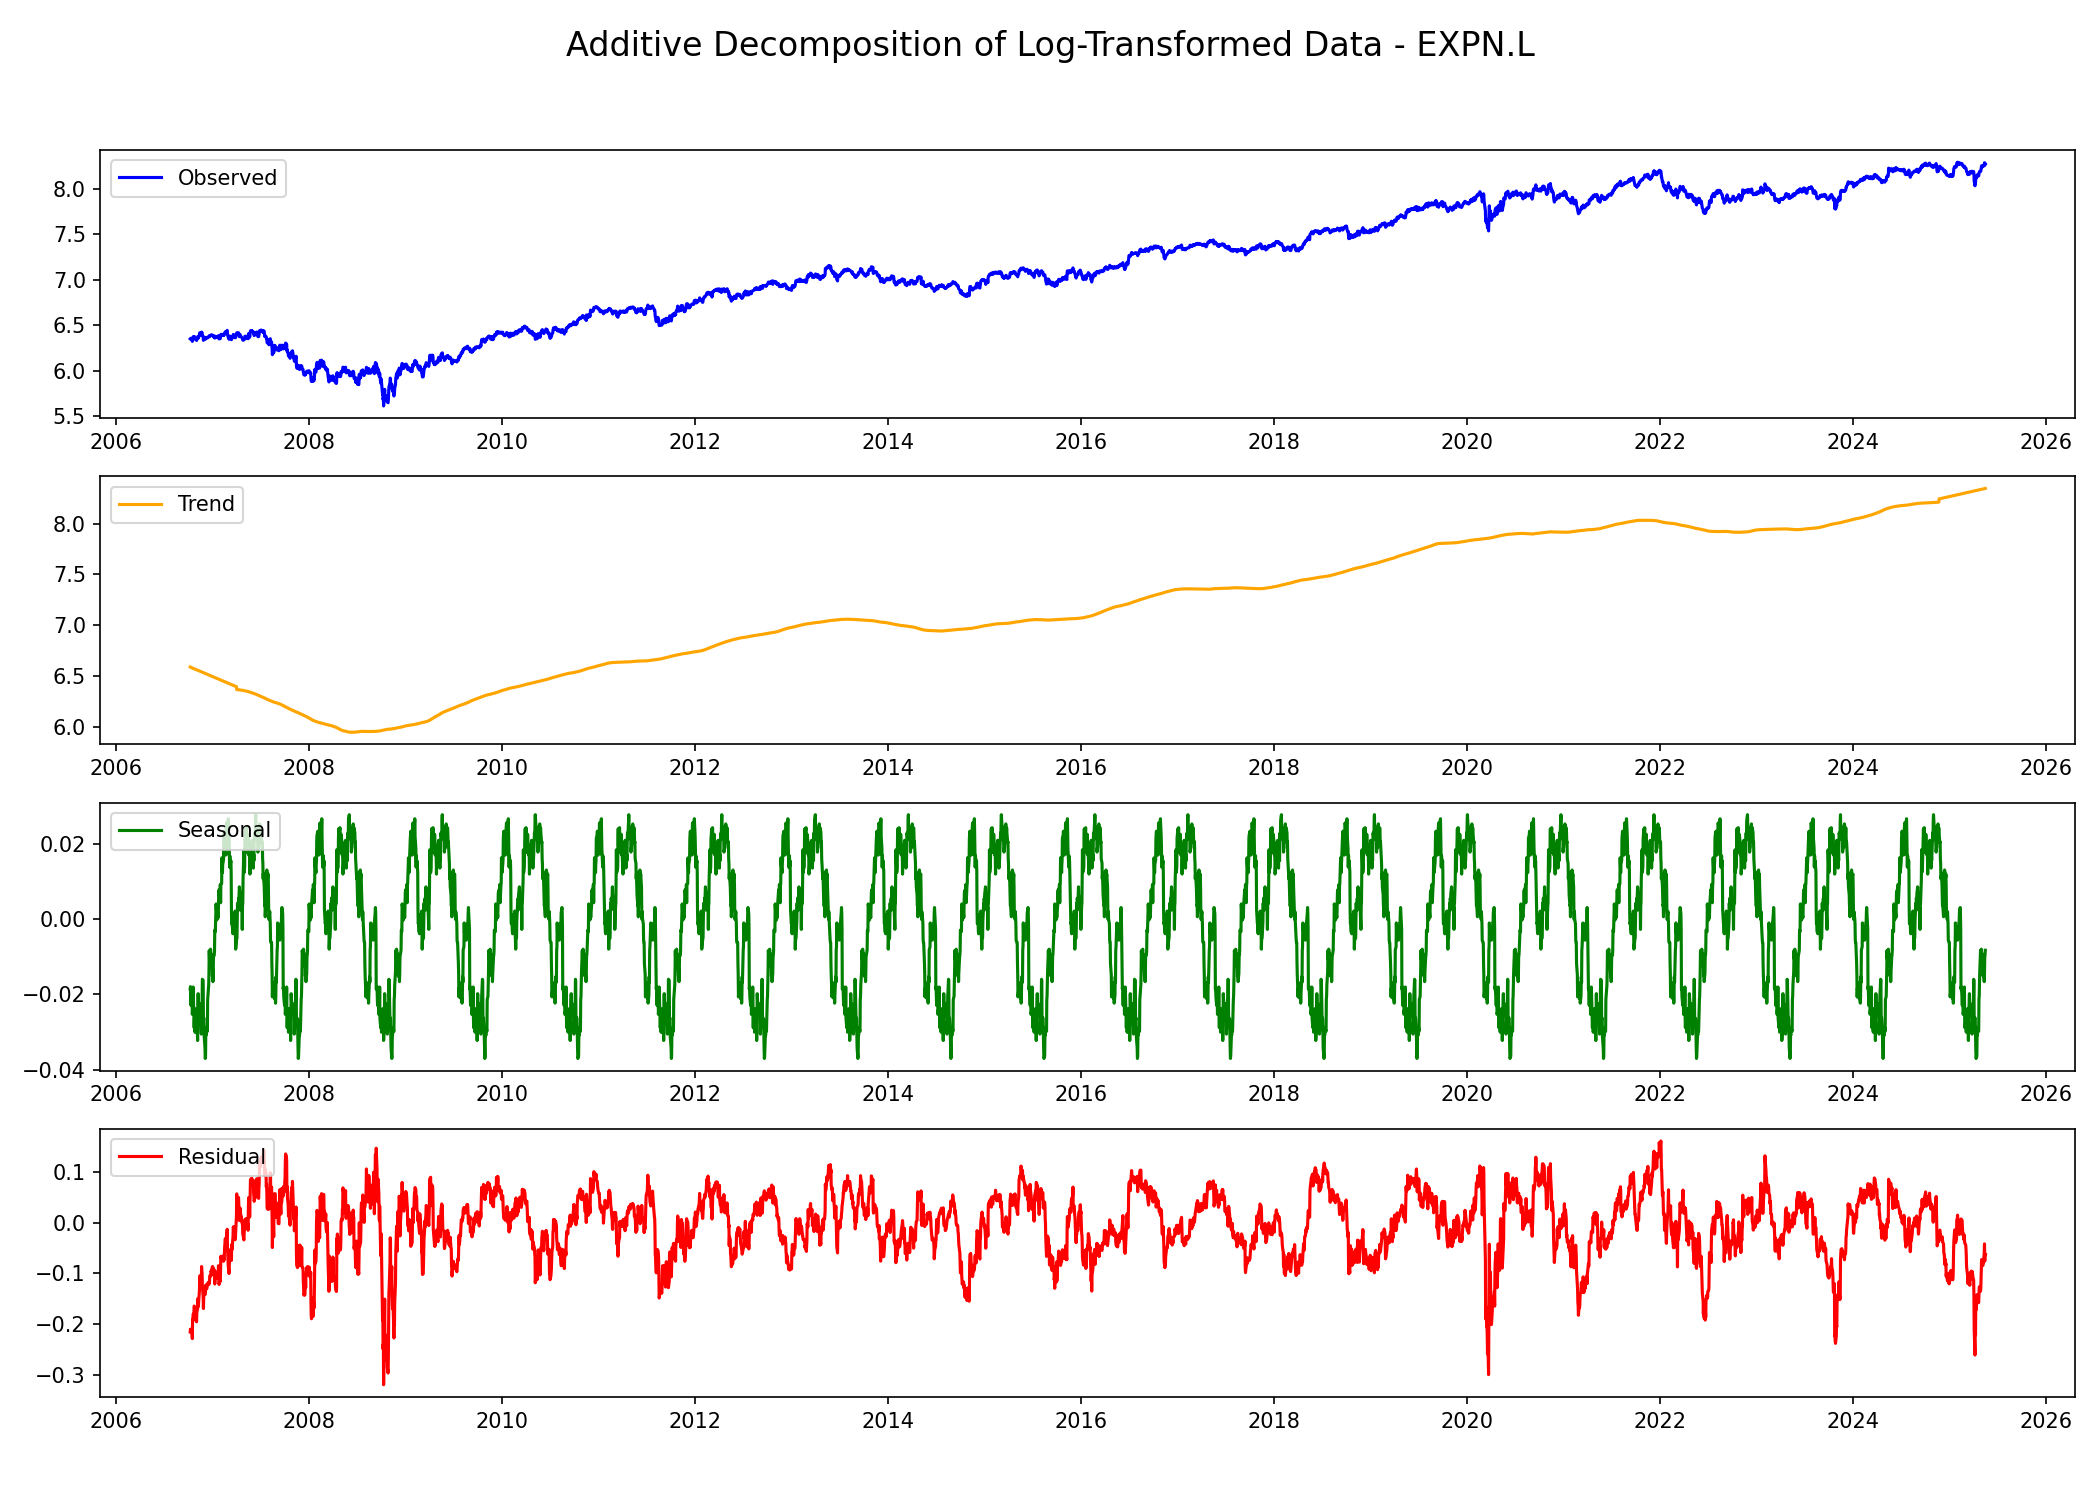 Additive Decomposition of Log-Transformed Data - EXPN.L
Observed
8.0
7.5
7.0
6.5
6.0
5.5
2006 2008 2010 2012 2014 2016 2018 2020 2022 2024 2026
Trend
8.0
7.5
7.0
6.5
6.0
2006 2008 2010 2012 2014 2016 2018 2020 2022 2024 2026
Seasonal
0.02
0.00
−0.02
−0.04
2006 2008 2010 2012 2014 2016 2018 2020 2022 2024 2026
Residual
0.1
0.0
−0.1
−0.2
−0.3
2006 2008 2010 2012 2014 2016 2018 2020 2022 2024 2026